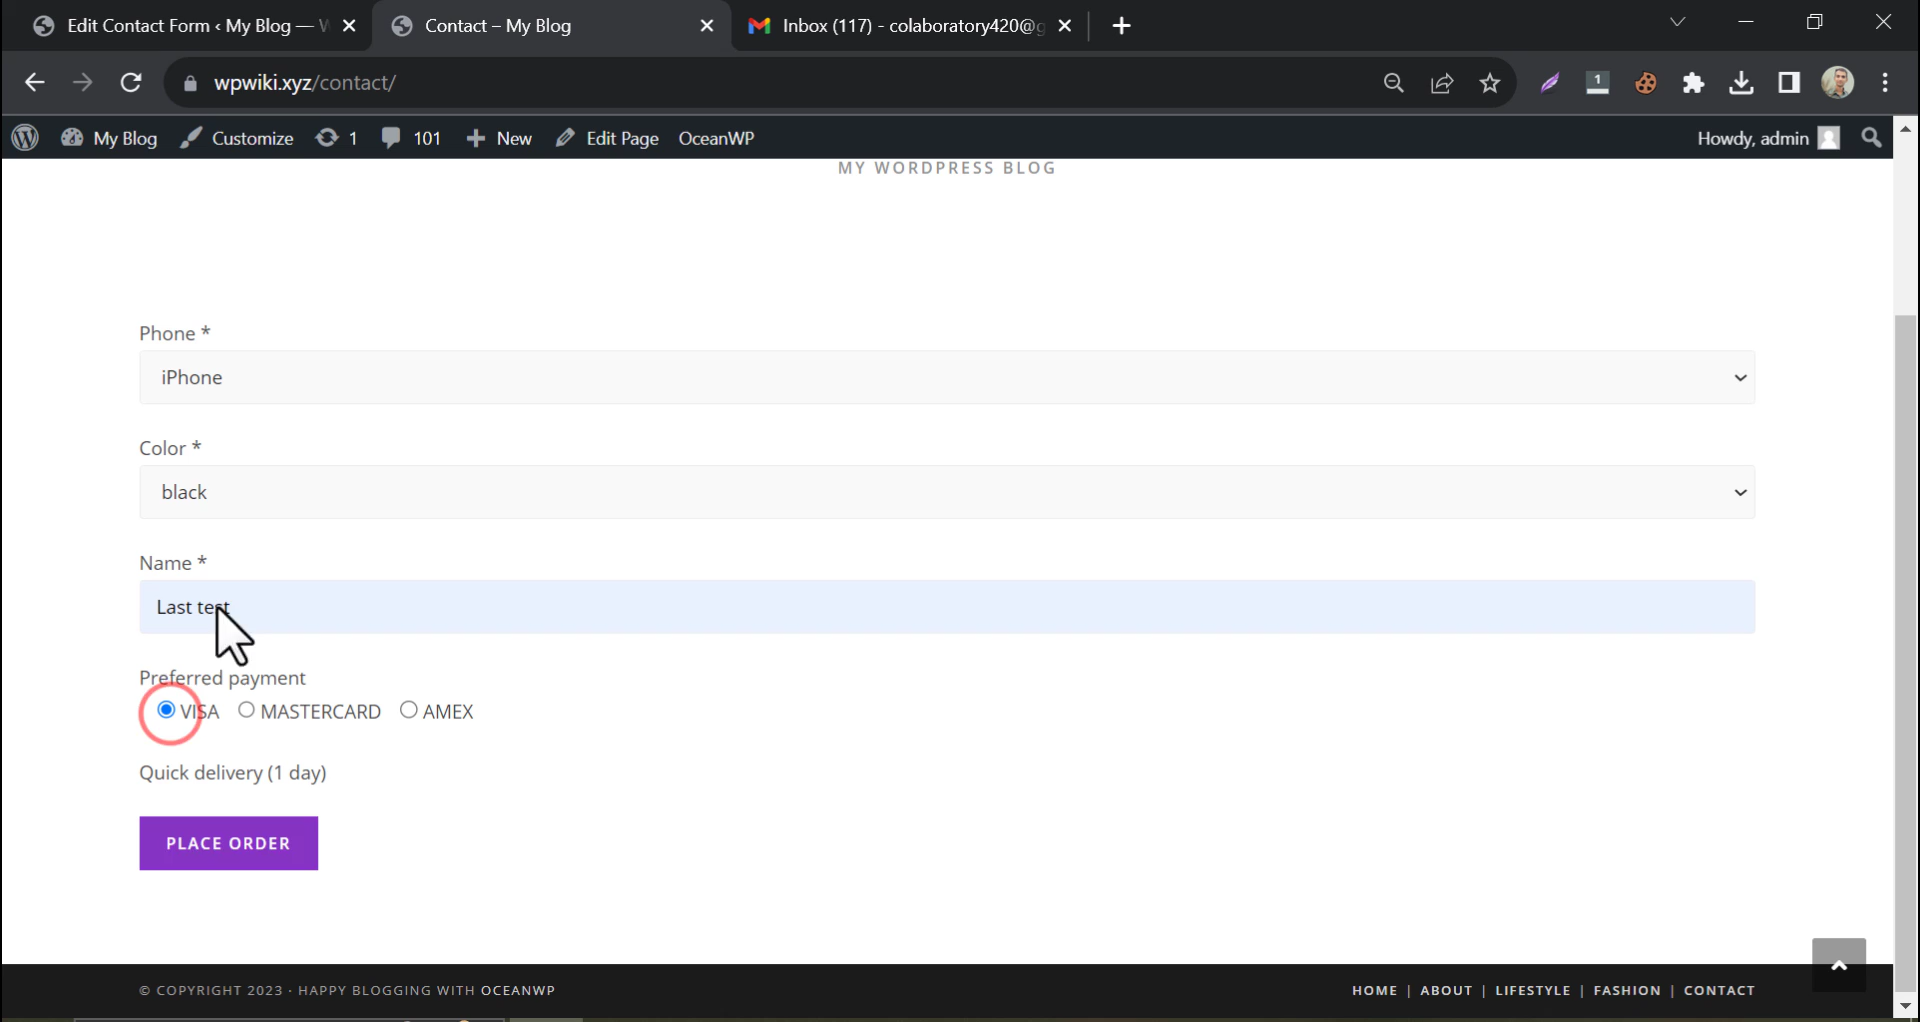 Edit Contact Form ‹ My Blog —
Contact – My Blog
Inbox (117) - colaboratory420@g
wpwiki.xyz/contact/
1
My Blog
Customize
1
101
New
Edit Page
OceanWP
Howdy, admin
MY WORDPRESS BLOG
Phone *
iPhone
Color *
black
Name *
Last test
Preferred payment
VISA MASTERCARD AMEX
Quick delivery (1 day)
PLACE ORDER
© COPYRIGHT 2023 · HAPPY BLOGGING WITH OCEANWP
HOME | ABOUT | LIFESTYLE | FASHION | CONTACT